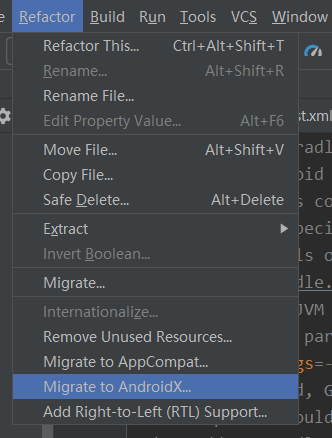 Refactor Build Run Tools VCS Window
Refactor This... Ctrl+Alt+Shift+T
Rename... Alt+Shift+R
Rename File...
Edit Property Value... Alt+F6
Move File... Alt+Shift+V
Copy File...
Safe Delete... Alt+Delete
Extract
Invert Boolean...
Migrate...
Internationalize...
Remove Unused Resources...
Migrate to AppCompat...
Migrate to AndroidX...
Add Right-to-Left (RTL) Support...